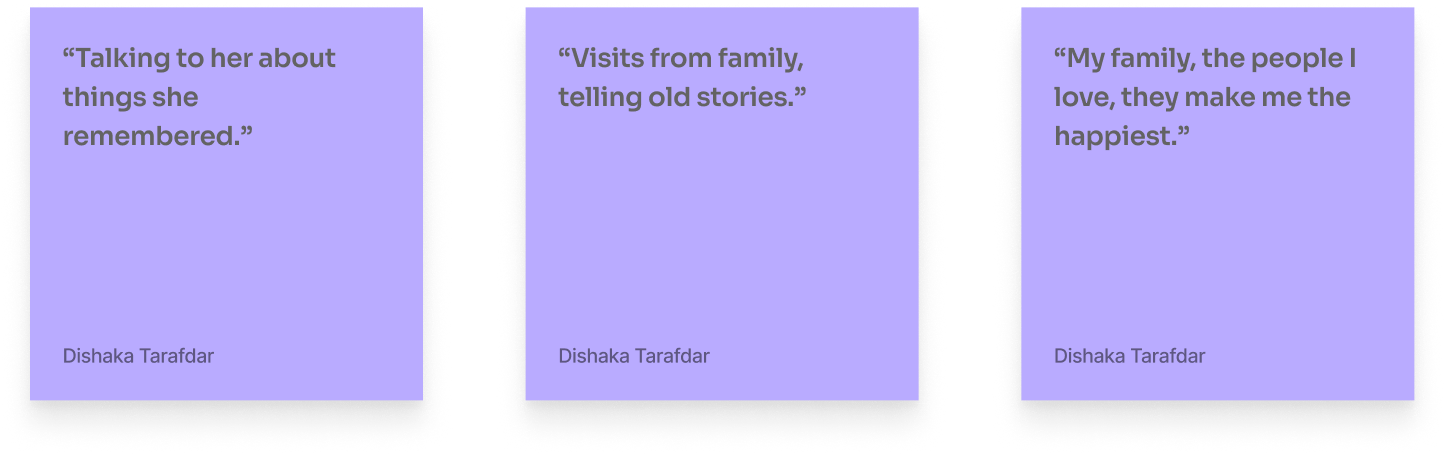 “Talking to her about
things she
remembered.”
Dishaka Tarafdar
“Visits from family,
telling old stories.”
Dishaka Tarafdar
“My family, the people I
love, they make me the
happiest.”
Dishaka Tarafdar